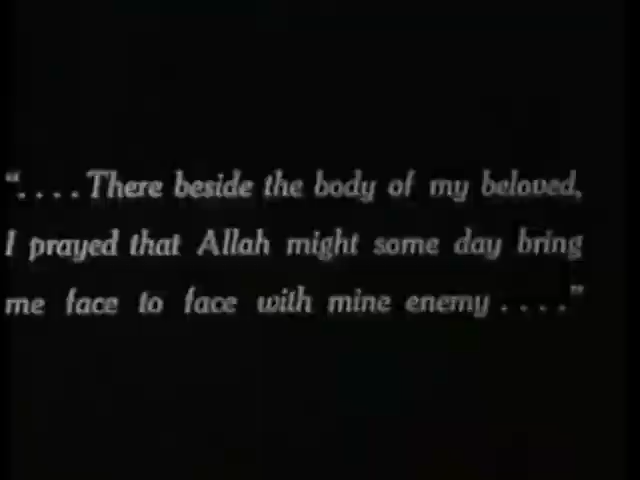 “. . . . There beside the body of my beloved,
I prayed that Allah might some day bring
me face to face with mine enemy . . . .”